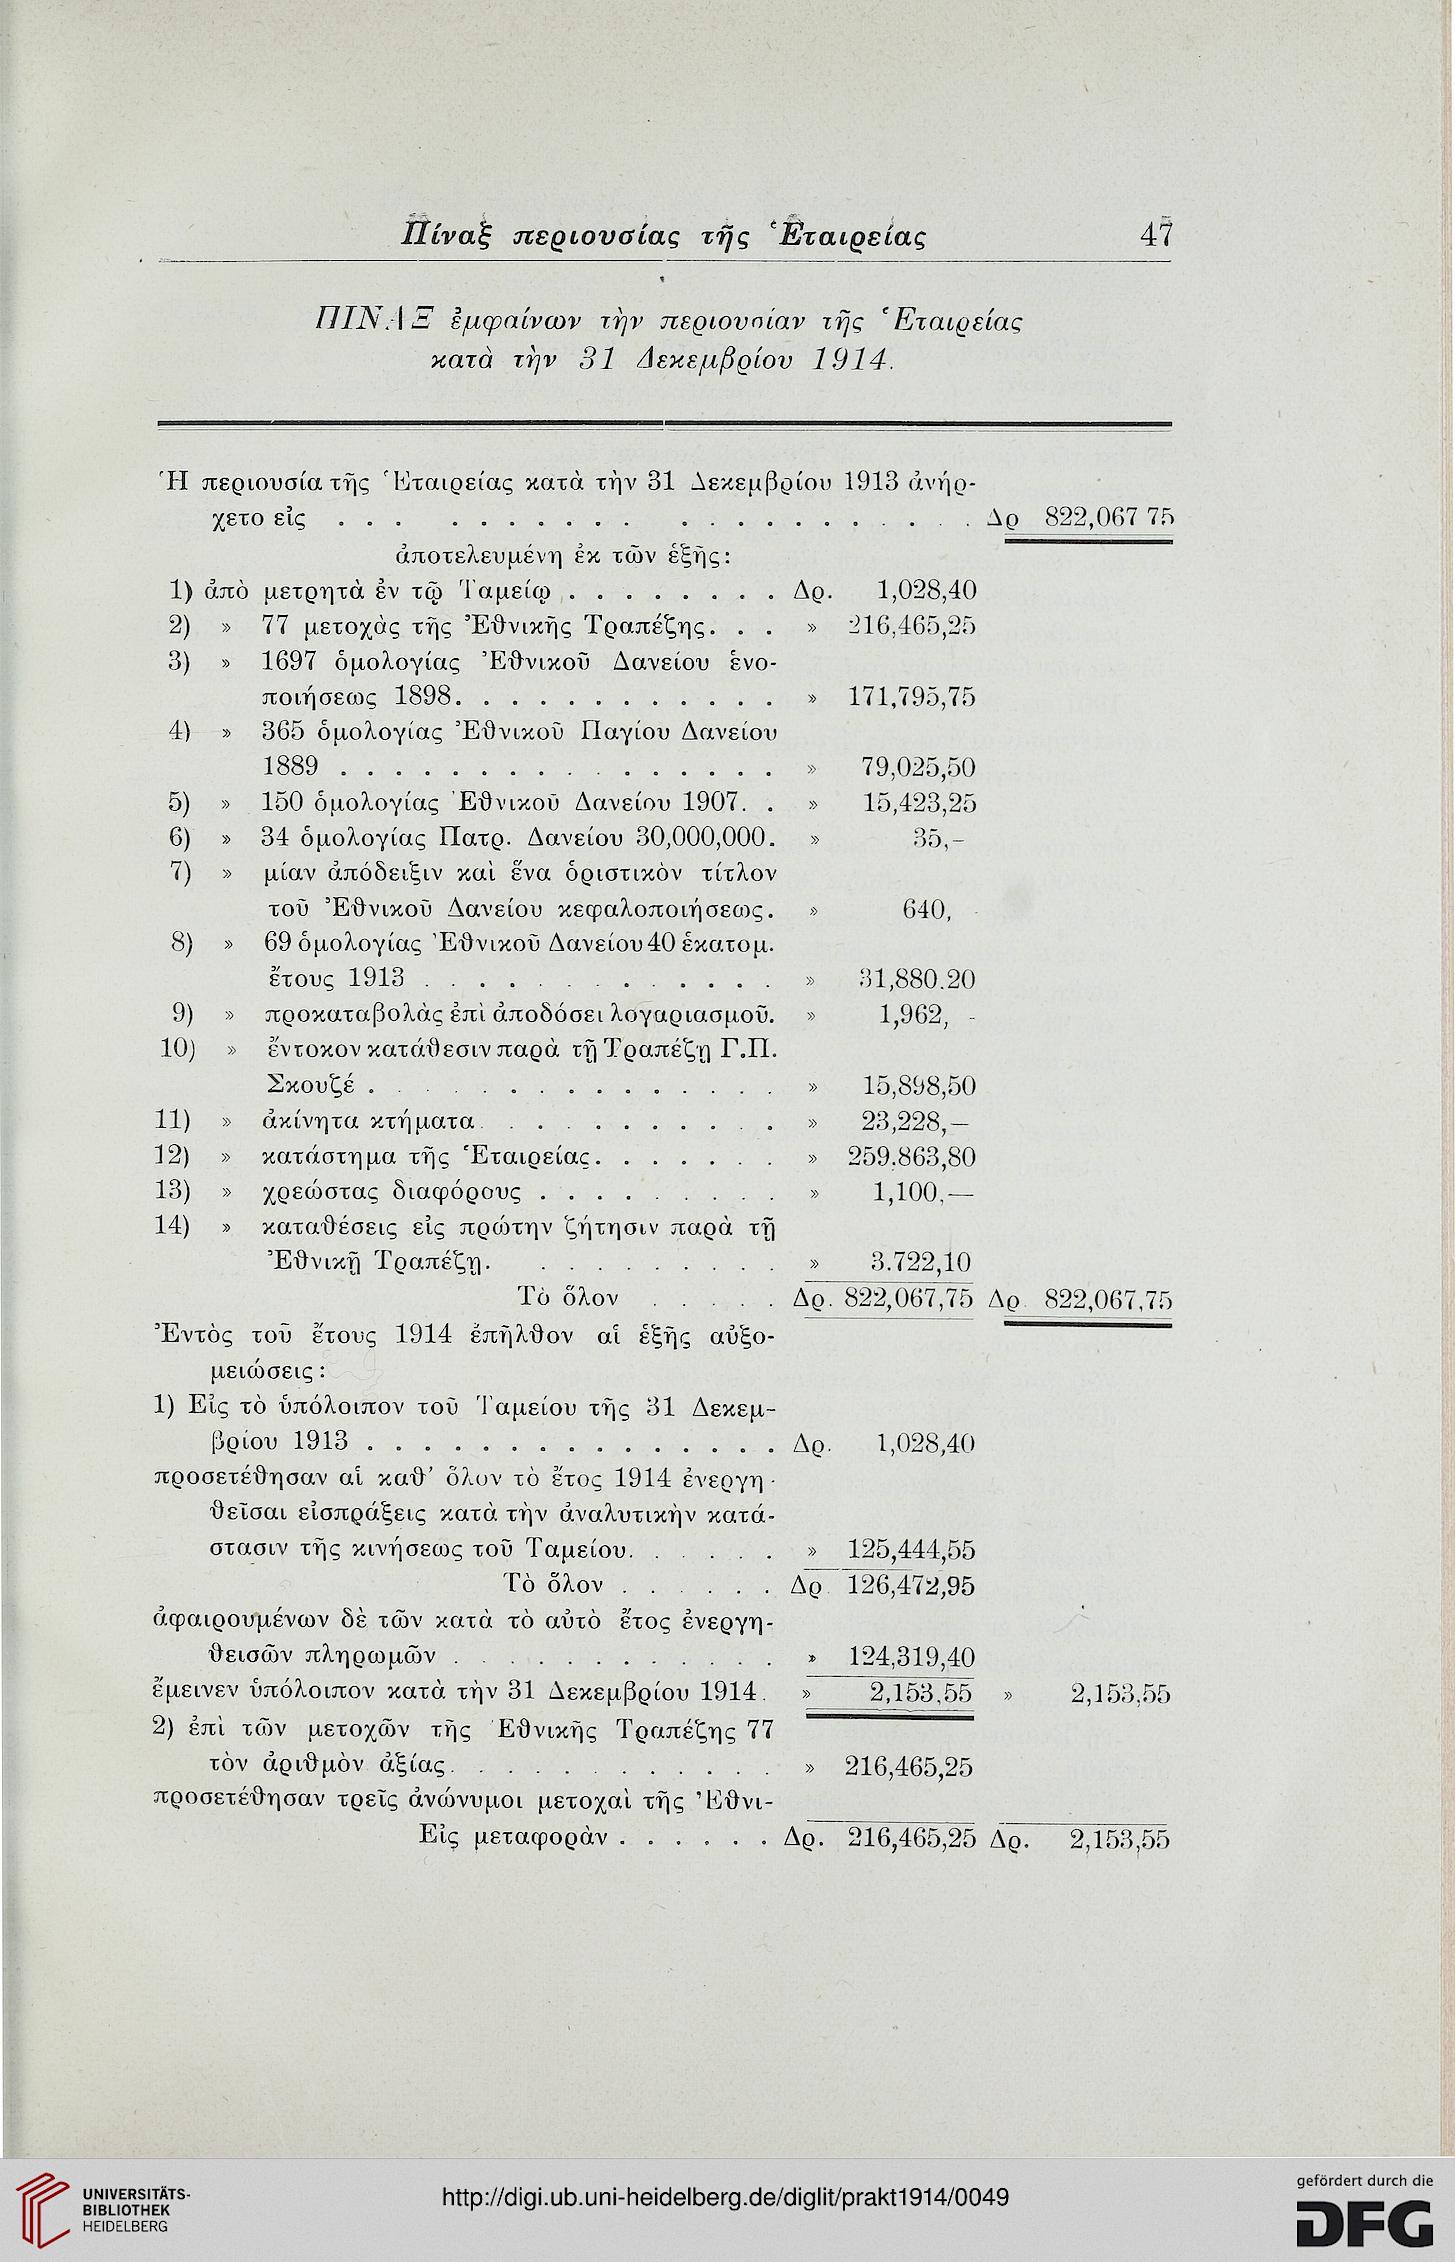 Πίναξ περιουσίας τῆς Ἑταιρείας 47
ΠΙΝΑΞ ἐμφαίνων τὴν περιουσίαν τῆς Ἑταιρείας
κατὰ τὴν 31 Δεκεμβρίου 1914.
Ἡ περιουσία τῆς Ἑταιρείας κατὰ τὴν 31 Δεκεμβρίου 1913 ἀνήρ-
χετο εἰς . . . . . . . . . . . . . . . . . . . . . . Δρ 822,067 75
ἀποτελευμένη ἐκ τῶν ἑξῆς:
1) ἀπὸ μετρητὰ ἐν τῷ Ταμείῳ . . . . . . . . Δρ. 1,028,40
2) » 77 μετοχὰς τῆς Ἐθνικῆς Τραπέζης. . . » 216,465,25
3) » 1697 ὁμολογίας Ἐθνικοῦ Δανείου ἑνο-
ποιήσεως 1898. . . . . . . . . . . . » 171,795,75
4) » 365 ὁμολογίας Ἐθνικοῦ Παγίου Δανείου
1889 . . . . . . . . . . . . . . . . » 79,025,50
5) » 150 ὁμολογίας Ἐθνικοῦ Δανείου 1907. . » 15,423,25
6) » 34 ὁμολογίας Πατρ. Δανείου 30,000,000. » 35,-
7) » μίαν ἀπόδειξιν καὶ ἕνα ὁριστικὸν τίτλον
τοῦ Ἐθνικοῦ Δανείου κεφαλοποιήσεως. » 640, -
8) » 69 ὁμολογίας Ἐθνικοῦ Δανείου 40 ἑκατομ.
ἔτους 1913 . . . . . . . . . . . . . » 31,880.20
9) » προκαταβολὰς ἐπὶ ἀποδόσει λογαριασμοῦ. » 1,962, -
10) » ἔντοκον κατάθεσιν παρὰ τῇ Τραπέζῃ Γ.Π.
Σκουζέ . . . . . . . . . . . . . . . » 15,898,50
11) » ἀκίνητα κτήματα . . . . . . . . . . . » 23,228,—
12) » κατάστημα τῆς Ἑταιρείας. . . . . . . » 259.863,80
13) » χρεώστας διαφόρους . . . . . . . . . » 1,100,—
14) » καταθέσεις εἰς πρώτην ζήτησιν παρὰ τῇ
Ἐθνικῇ Τραπέζῃ. . . . . . . . . . . » 3.722,10
Τὸ ὅλον . . . . . Δρ. 822,067,75 Δρ 822,067,75
Ἐντὸς τοῦ ἔτους 1914 ἐπῆλθον αἱ ἑξῆς αὐξο-
μειώσεις:
1) Εἰς τὸ ὑπόλοιπον τοῦ Ταμείου τῆς 31 Δεκεμ-
βρίου 1913 . . . . . . . . . . . . . . . Δρ. 1,028,40
προσετέθησαν αἱ καθ’ ὅλον τὸ ἔτος 1914 ἐνεργη-
θεῖσαι εἰσπράξεις κατὰ τὴν ἀναλυτικὴν κατά-
στασιν τῆς κινήσεως τοῦ Ταμείου. . . . . . » 125,444,55
Τὸ ὅλον . . . . . . Δρ 126,472,95
ἀφαιρουμένων δὲ τῶν κατὰ τὸ αὐτὸ ἔτος ἐνεργη-
θεισῶν πληρωμῶν . . . . . . . . . . . . » 124,319,40
ἔμεινεν ὑπόλοιπον κατὰ τὴν 31 Δεκεμβρίου 1914. » 2,153,55 » 2,153,55
2) ἐπὶ τῶν μετοχῶν τῆς Ἐθνικῆς Τραπέζης 77
τὸν ἀριθμὸν ἀξίας. . . . . . . . . . . . » 216,465,25
προσετέθησαν τρεῖς ἀνώνυμοι μετοχαὶ τῆς Ἐθνι-
Εἰς μεταφορὰν . . . . . . Δρ. 216,465,25 Δρ. 2,153,55
UNIVERSITÄTS-
BIBLIOTHEK
HEIDELBERG
http://digi.ub.uni-heidelberg.de/diglit/prakt1914/0049
gefördert durch die
DFG